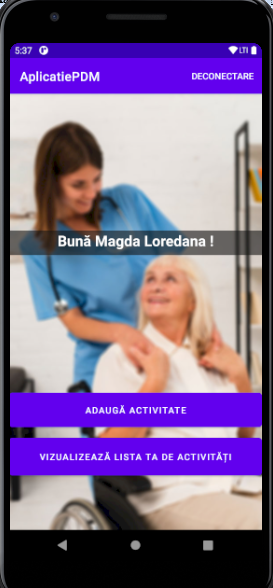 5:37 LTE
AplicatiePDM DECONECTARE
Bună Magda Loredana !
ADAUGĂ ACTIVITATE
VIZUALIZEAZĂ LISTA TA DE ACTIVITĂȚI